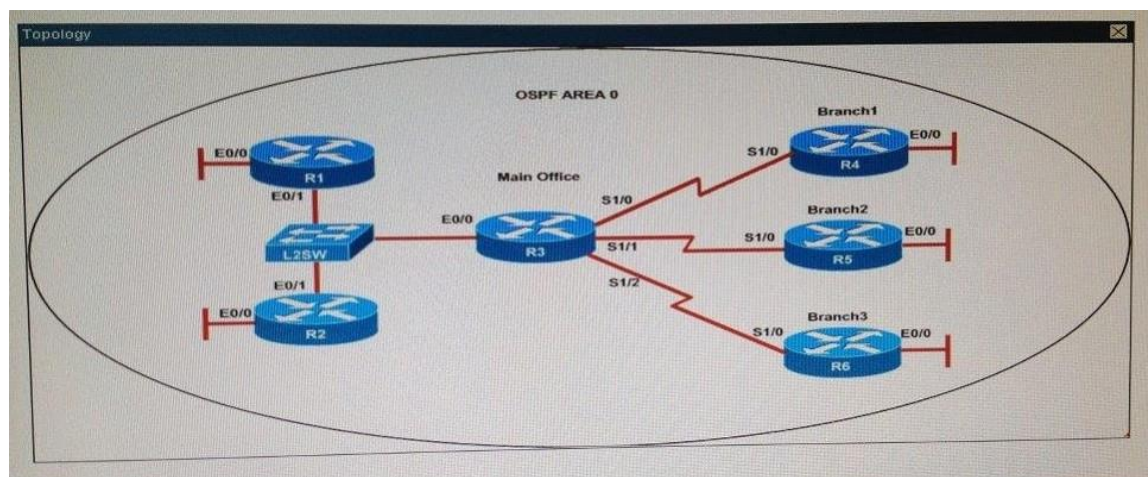 Topology
OSPF AREA 0
Branch1
E0/0
S1/0
R4
E0/0
R1
E0/1
Main Office
S1/0
E0/0
R3
S1/1
S1/2
L2SW
Branch2
E0/0
S1/0
R5
E0/1
E0/0
R2
Branch3
S1/0
E0/0
R6